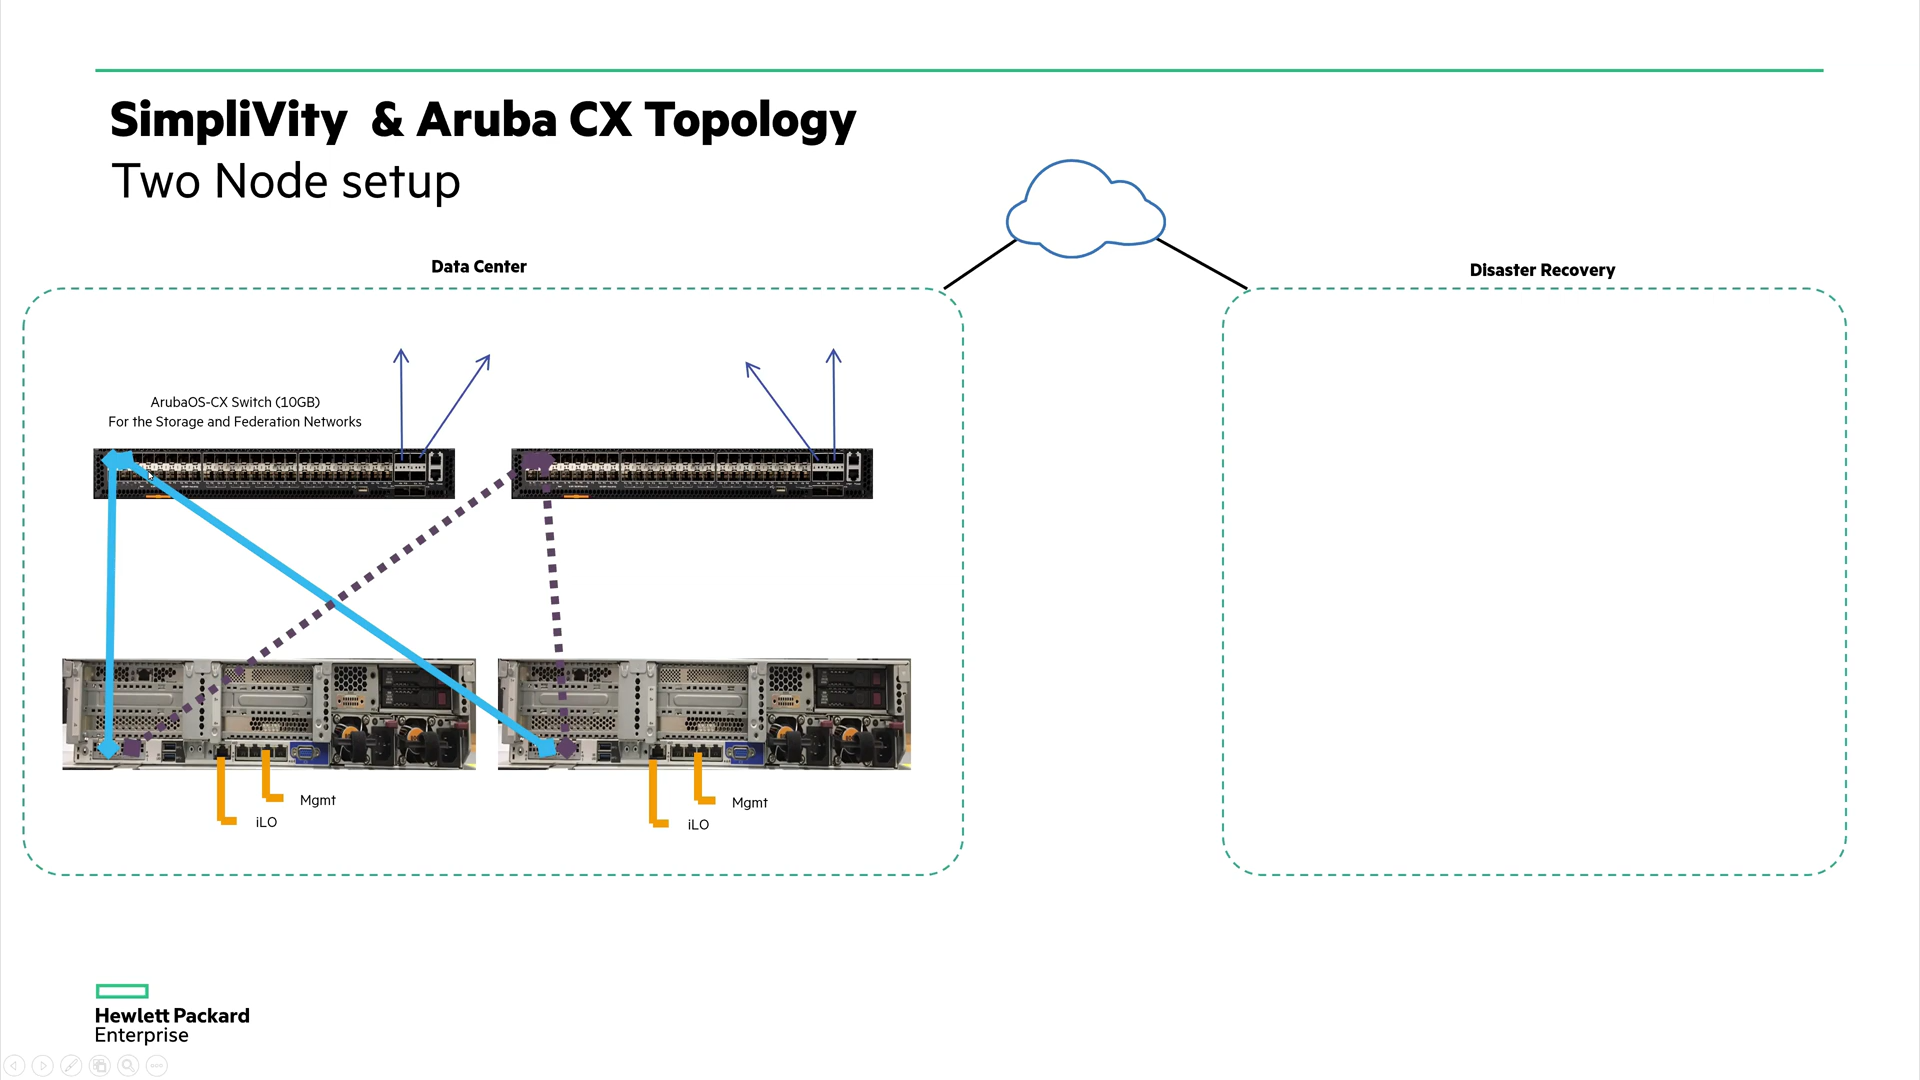 SimpliVity & Aruba CX Topology
Two Node setup
Data Center
Disaster Recovery
ArubaOS-CX Switch (10GB)
For the Storage and Federation Networks
Mgmt
iLO
Mgmt
iLO
Hewlett Packard
Enterprise